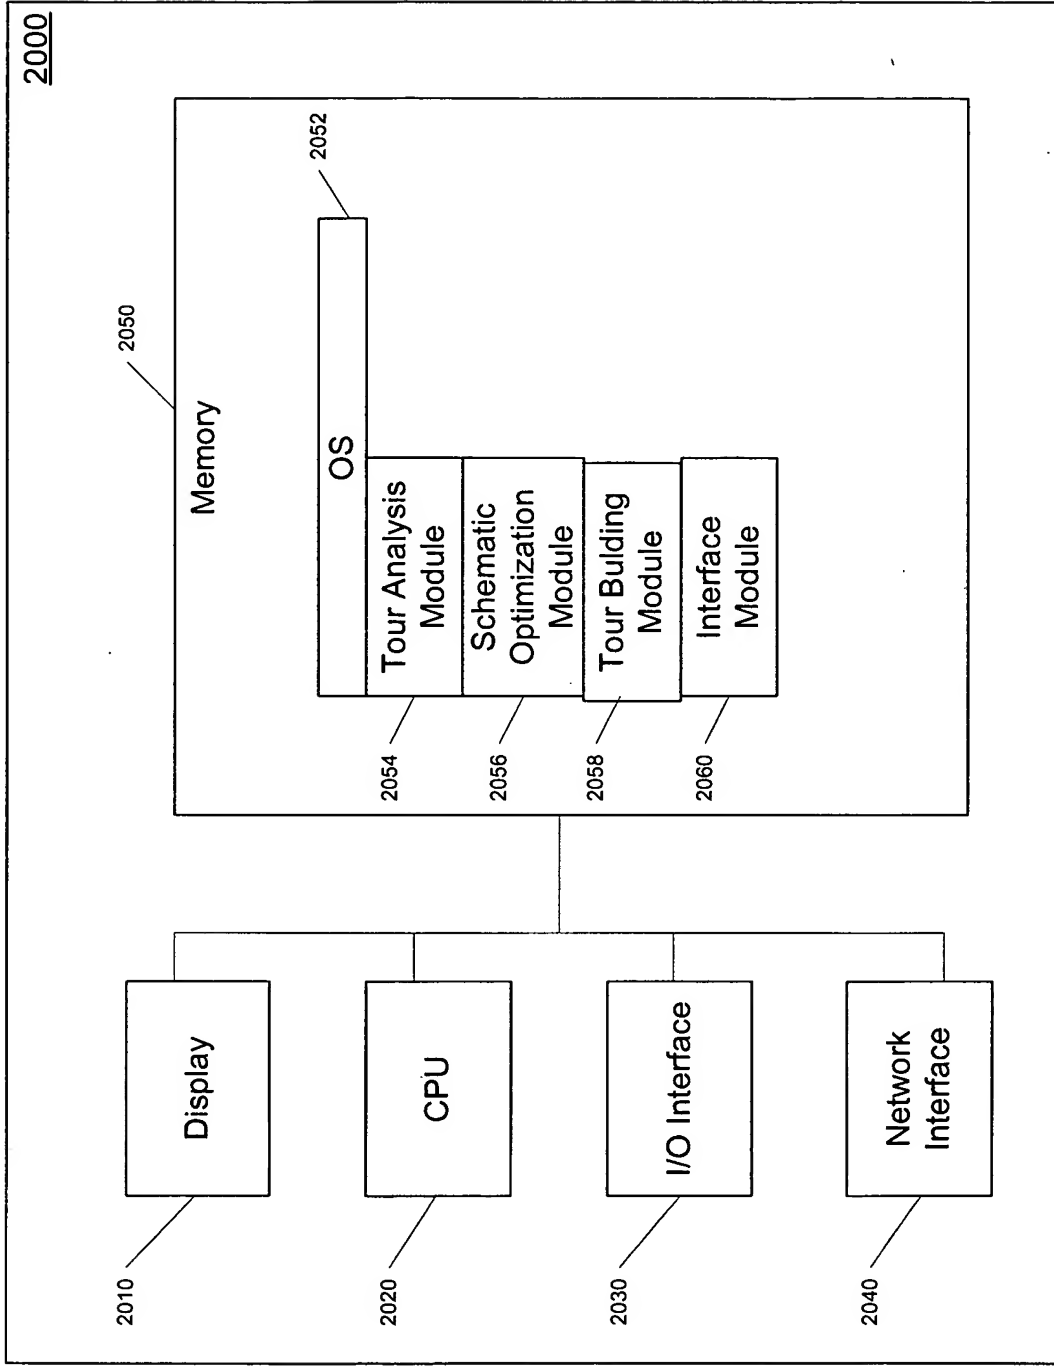 2000
2050
Memory
2052
OS
2054
Tour Analysis
Module
2056
Schematic
Optimization
Module
2058
Tour Bulding
Module
2060
Interface
Module
2010
Display
2020
CPU
2030
I/O Interface
2040
Network
Interface